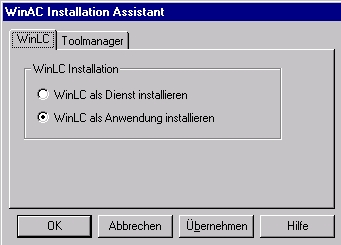 WinAC Installation Assistant
WinLC Toolmanager
WinLC Installation
WinLC als Dienst installieren
WinLC als Anwendung installieren
OK Abbrechen Übernehmen Hilfe